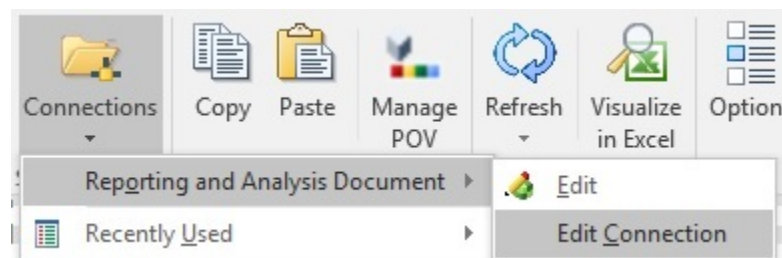 Connections Copy Paste Manage POV Refresh Visualize in Excel Option
Reporting and Analysis Document Edit
Recently Used Edit Connection